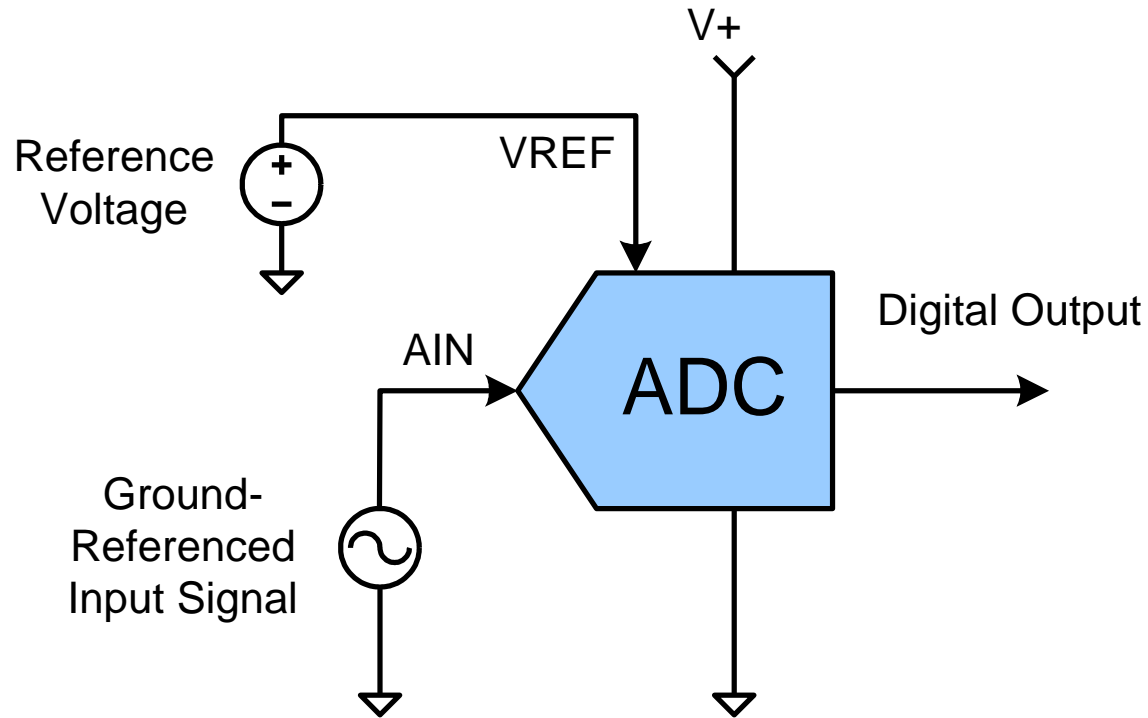 V+
Reference
Voltage
+
−
VREF
Digital Output
AIN
ADC
Ground-
Referenced
Input Signal